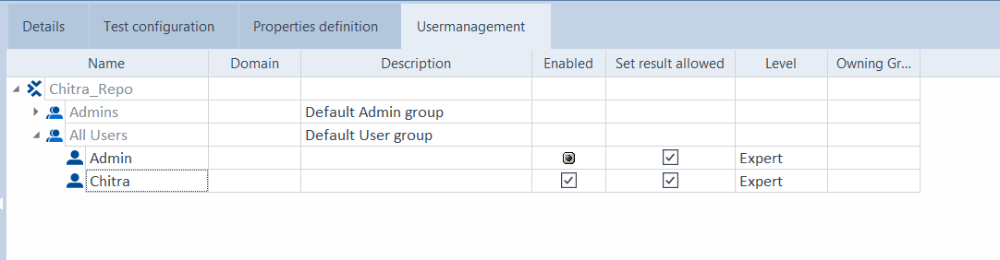 Details Test configuration Properties definition Usermanagement
Name Domain Description Enabled Set result allowed Level Owning Gr...
Chitra_Repo
Admins Default Admin group
All Users Default User group
Admin Expert
Chitra Expert